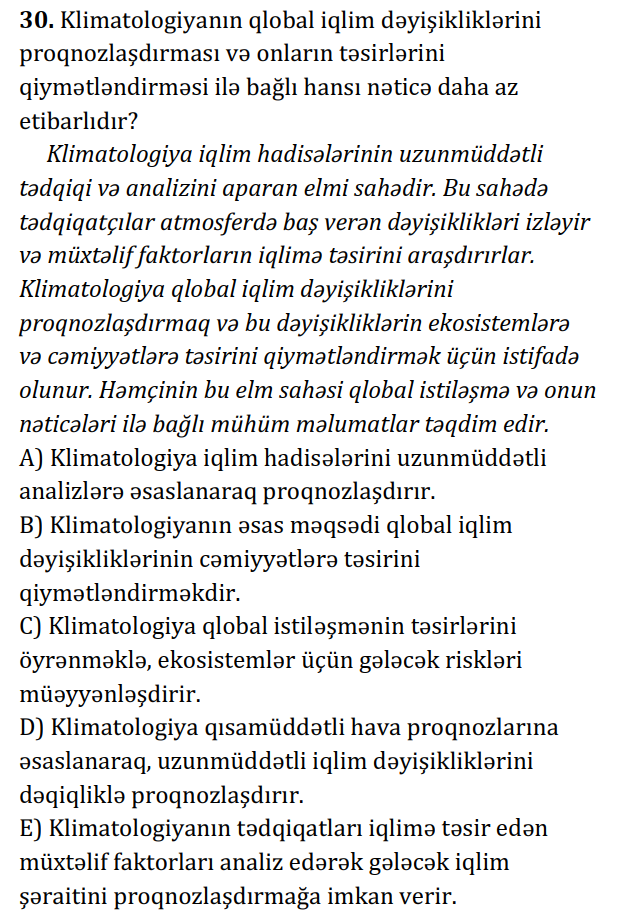 30. Klimatologiyanın qlobal iqlim dəyişikliklərini
proqnozlaşdırması və onların təsirlərini
qiymətləndirməsi ilə bağlı hansı nəticə daha az
etibarlıdır?
Klimatologiya iqlim hadisələrinin uzunmüddətli
tədqiqi və analizini aparan elmi sahədir. Bu sahədə
tədqiqatçılar atmosferdə baş verən dəyişiklikləri izləyir
və müxtəlif faktorların iqlimə təsirini araşdırırlar.
Klimatologiya qlobal iqlim dəyişikliklərini
proqnozlaşdırmaq və bu dəyişikliklərin ekosistemlərə
və cəmiyyətlərə təsirini qiymətləndirmək üçün istifadə
olunur. Həmçinin bu elm sahəsi qlobal istiləşmə və onun
nəticələri ilə bağlı mühüm məlumatlar təqdim edir.
A) Klimatologiya iqlim hadisələrini uzunmüddətli
analizlərə əsaslanaraq proqnozlaşdırır.
B) Klimatologiyanın əsas məqsədi qlobal iqlim
dəyişikliklərinin cəmiyyətlərə təsirini
qiymətləndirməkdir.
C) Klimatologiya qlobal istiləşmənin təsirlərini
öyrənməklə, ekosistemlər üçün gələcək riskləri
müəyyənləşdirir.
D) Klimatologiya qısamüddətli hava proqnozlarına
əsaslanaraq, uzunmüddətli iqlim dəyişikliklərini
dəqiqliklə proqnozlaşdırır.
E) Klimatologiyanın tədqiqatları iqlimə təsir edən
müxtəlif faktorları analiz edərək gələcək iqlim
şəraitini proqnozlaşdırmağa imkan verir.